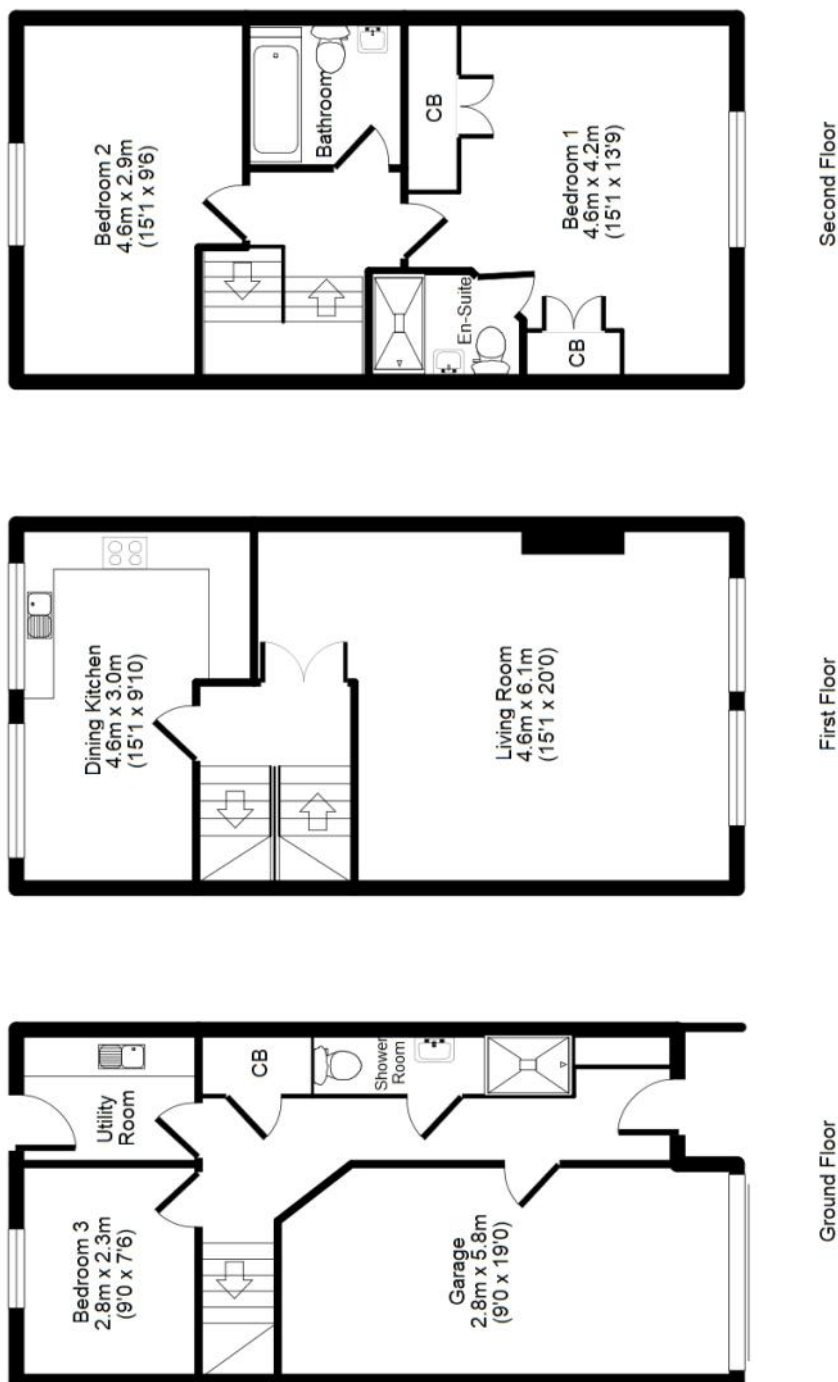 Bedroom 3
2.8m x 2.3m
(9'0 x 7'6)
Utility
Room
CB
Shower
Room
Garage
2.8m x 5.8m
(9'0 x 19'0)
Ground Floor
Dining Kitchen
4.6m x 3.0m
(15'1 x 9'10)
Living Room
4.6m x 6.1m
(15'1 x 20'0)
First Floor
Bedroom 2
4.6m x 2.9m
(15'1 x 9'6)
Bathroom
CB
En-Suite
CB
Bedroom 1
4.6m x 4.2m
(15'1 x 13'9)
Second Floor